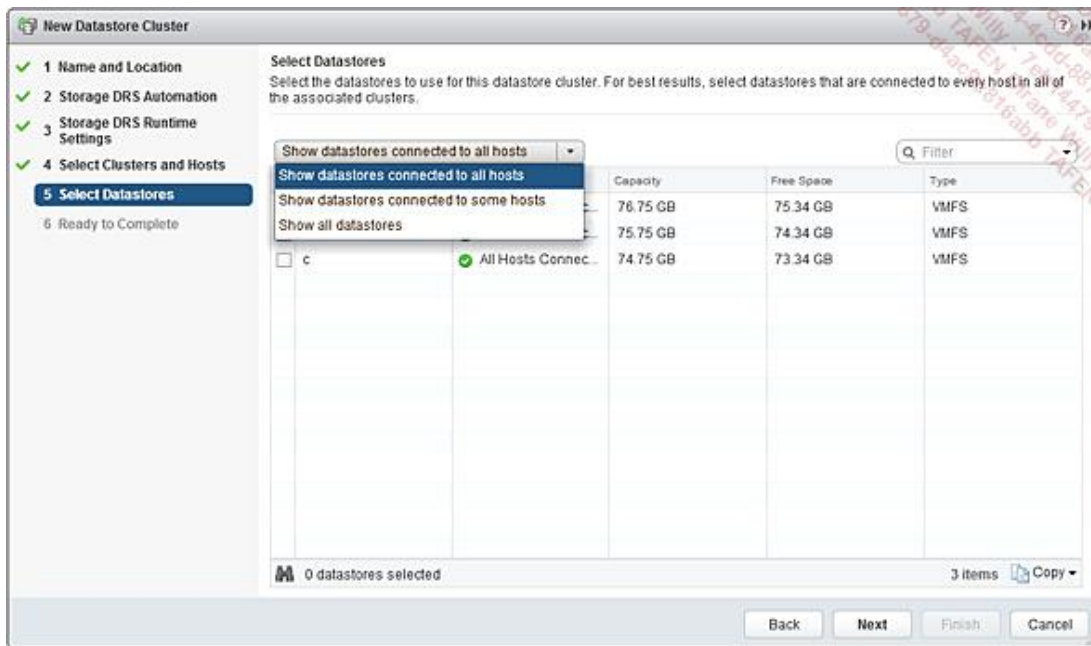 New Datastore Cluster
1 Name and Location
2 Storage DRS Automation
3 Storage DRS Runtime
Settings
4 Select Clusters and Hosts
5 Select Datastores
6 Ready to Complete
Select Datastores
Select the datastores to use for this datastore cluster. For best results, select datastores that are connected to every host in all of
the associated clusters.
Show datastores connected to all hosts
Filter
Show datastores connected to all hosts
Show datastores connected to some hosts
Show all datastores
Capacity Free Space Type
76.75 GB 75.34 GB VMFS
75.75 GB 74.34 GB VMFS
c All Hosts Connec... 74.75 GB 73.34 GB VMFS
0 datastores selected 3 items Copy
Back Next Finish Cancel